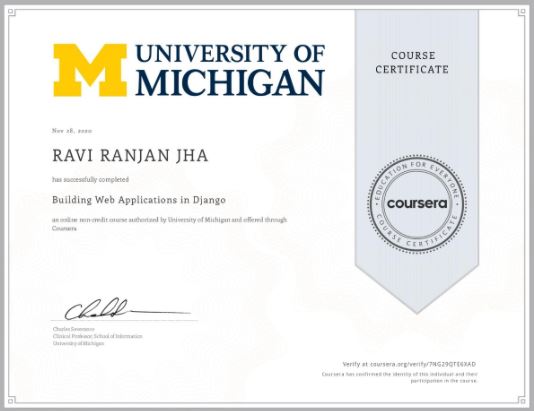 UNIVERSITY OF
MICHIGAN
COURSE
CERTIFICATE
Nov 28, 2020
RAVI RANJAN JHA
has successfully completed
Building Web Applications in Django
an online non-credit course authorized by University of Michigan and offered through
Coursera
EDUCATION FOR EVERYONE
coursera
COURSE CERTIFICATE
Charles Severance
Clinical Professor, School of Information
University of Michigan
Verify at coursera.org/verify/7NG29QTE6XAD
Coursera has confirmed the identity of this individual and their
participation in the course.